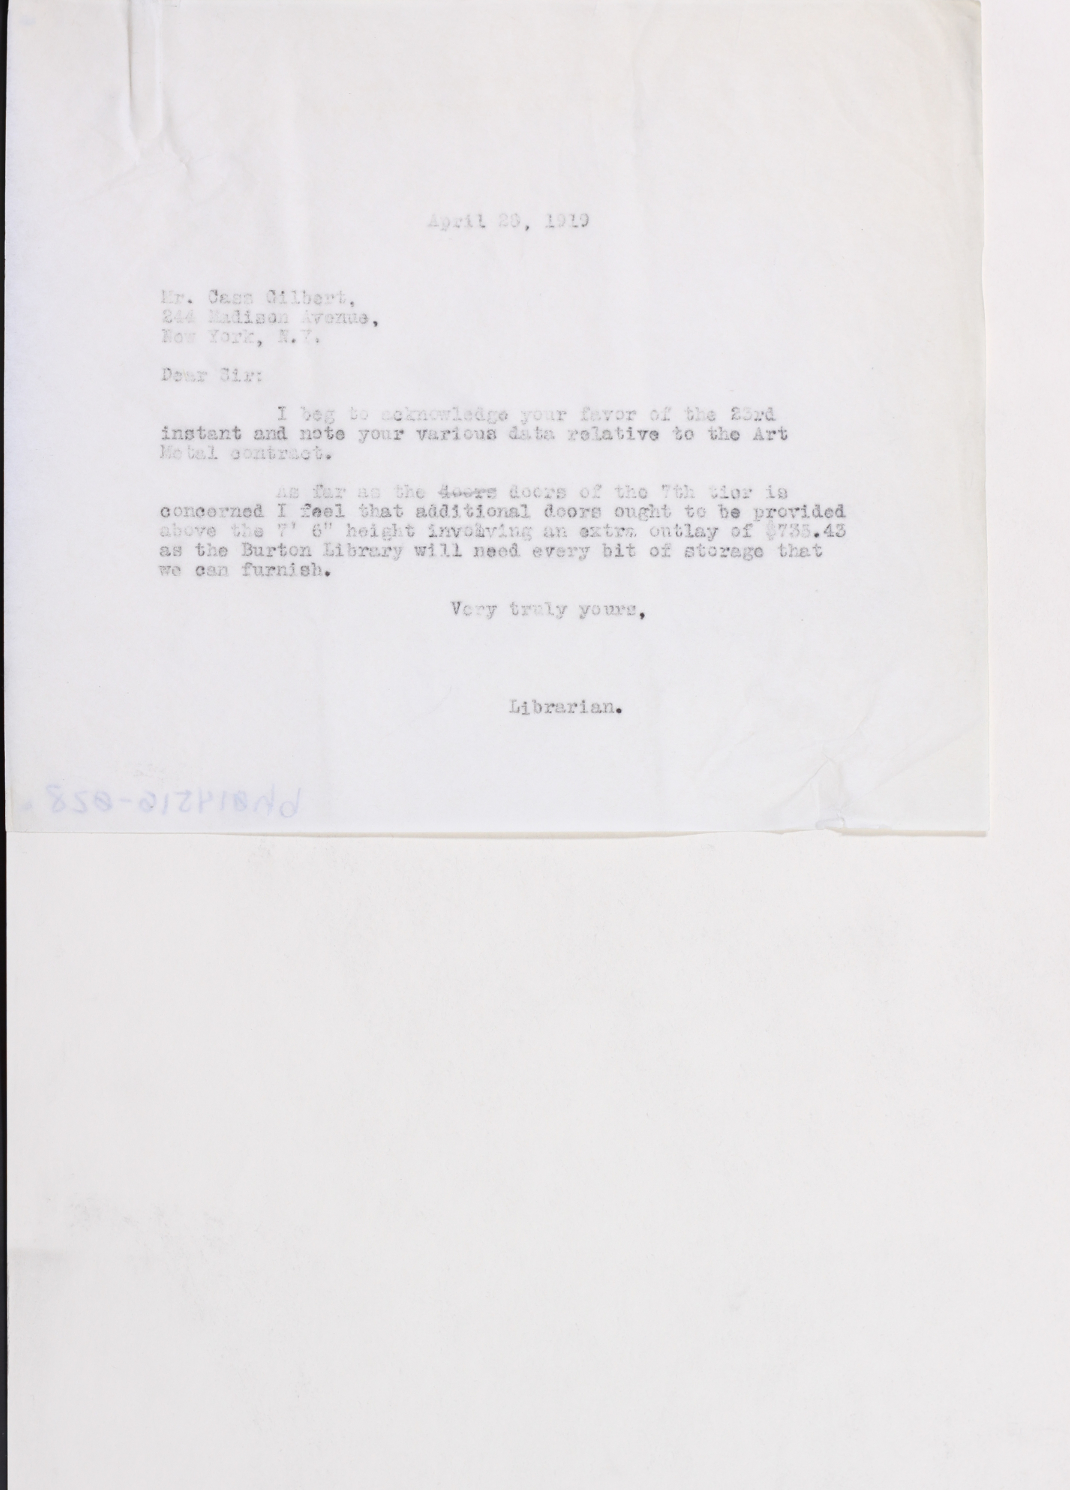 April 28, 1919
Mr. Cass Gilbert,
244 Madison Avenue,
New York, N.Y.
Dear Sir:
I beg to acknowledge your favor of the 23rd
instant and note your various data relative to the Art
Metal contract.
As far as the doors doors of the 7th tier is
concerned I feel that additional doors ought to be provided
above the 7' 6" height involving an extra outlay of $735.43
as the Burton Library will need every bit of storage that
we can furnish.
Very truly yours,
Librarian.